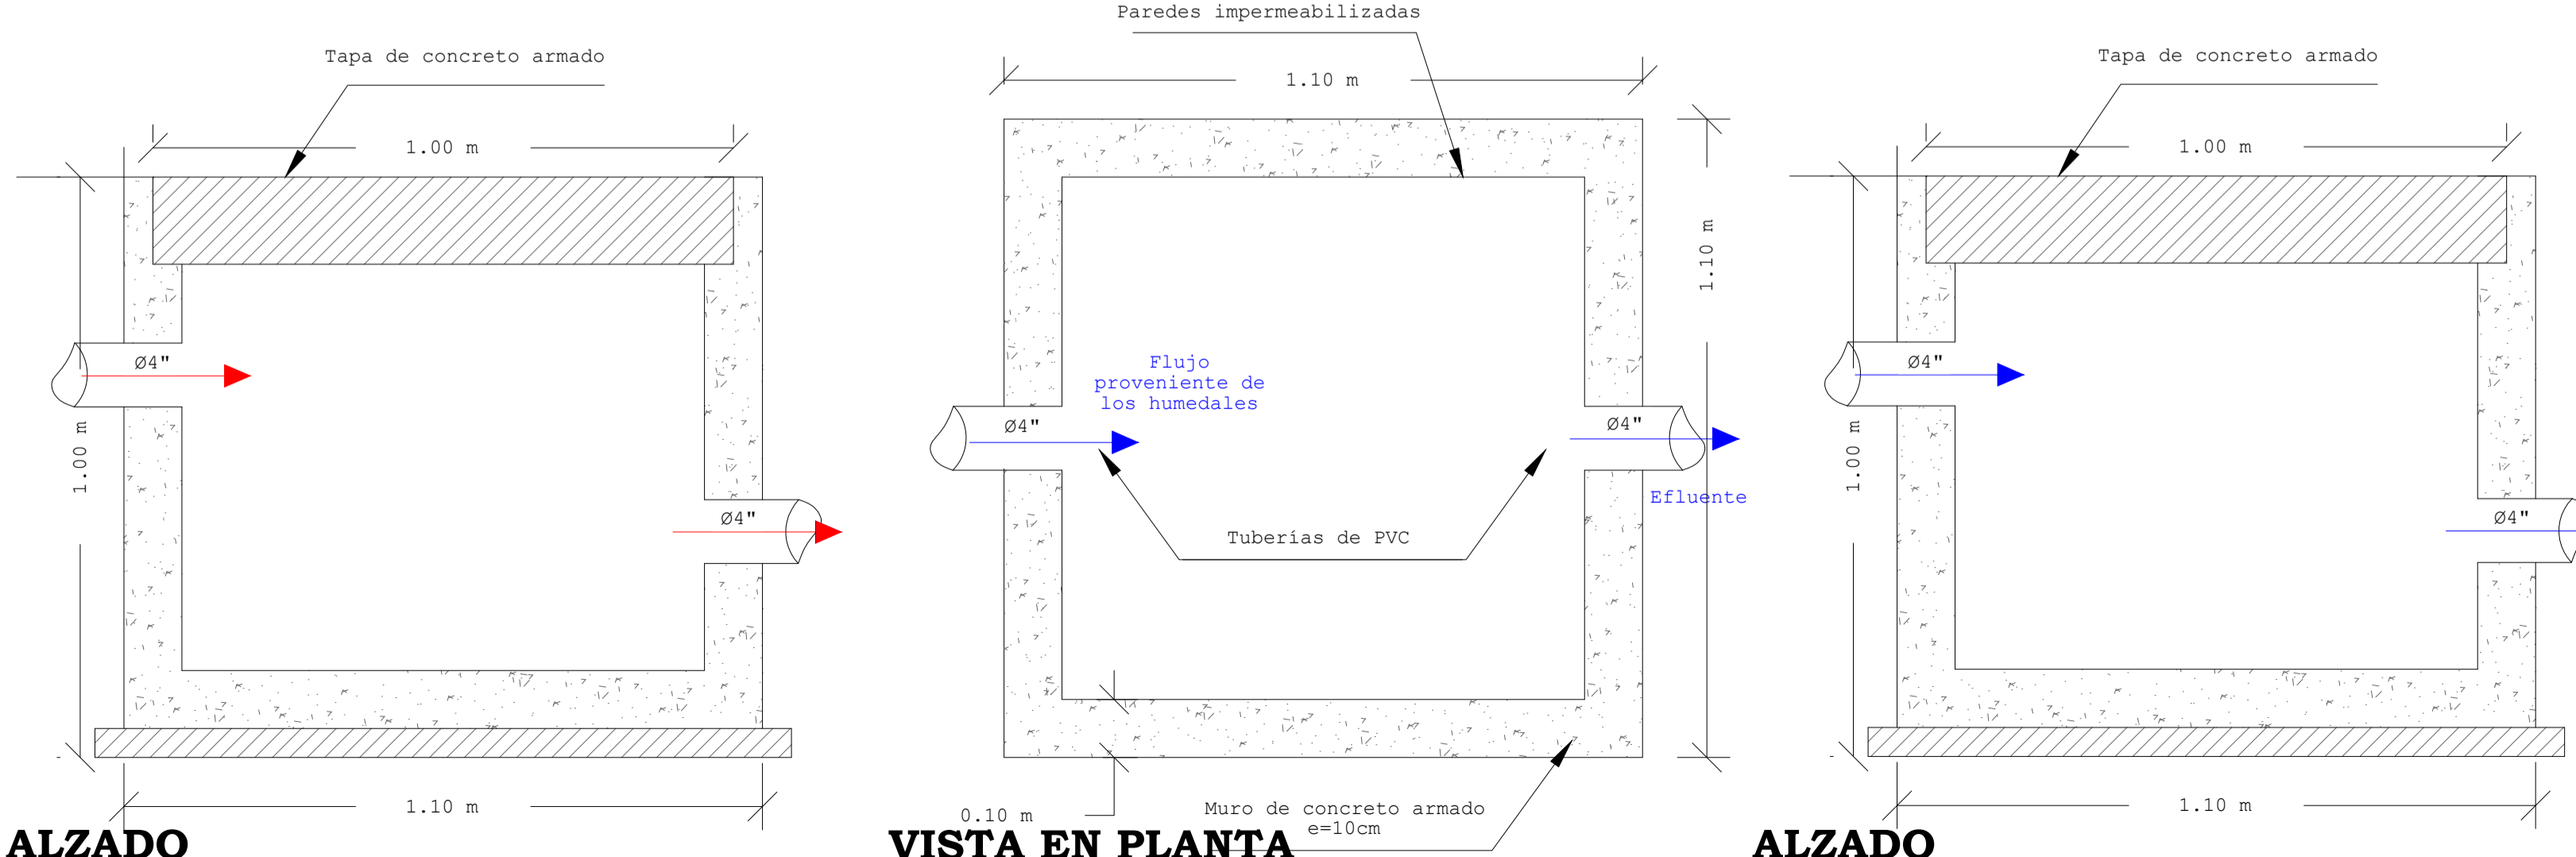 Tapa de concreto armado
1.00 m
Ø4"
1.00 m
Ø4"
1.10 m
ALZADO
Paredes impermeabilizadas
1.10 m
1.10 m
Flujo
proveniente de
los humedales
Ø4"
Ø4"
Efluente
Tuberías de PVC
0.10 m
Muro de concreto armado
e=10cm
VISTA EN PLANTA
Tapa de concreto armado
1.00 m
Ø4"
1.00 m
Ø4"
1.10 m
ALZADO